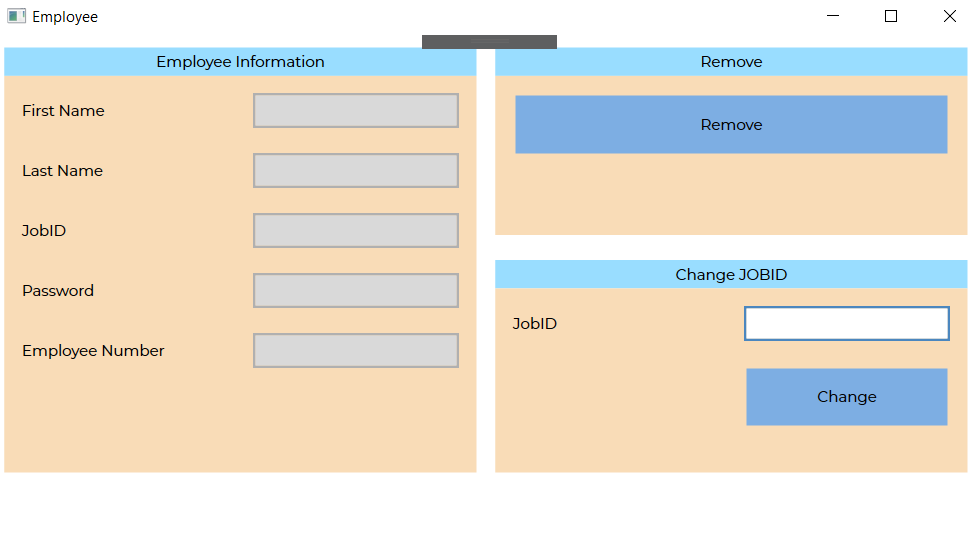 Employee
Employee Information
First Name
Last Name
JobID
Password
Employee Number
Remove
Remove
Change JOBID
JobID
Change